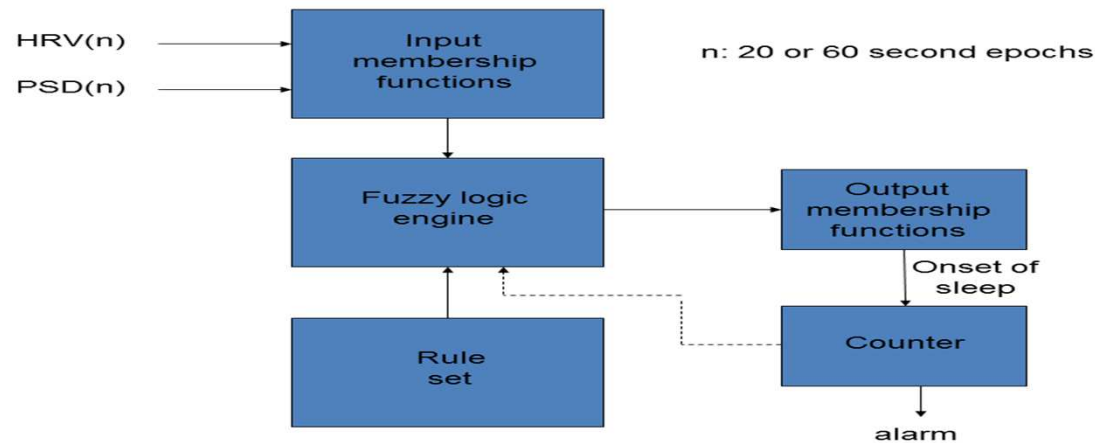 HRV(n)
PSD(n)
Input
membership
functions
n: 20 or 60 second epochs
Fuzzy logic
engine
Output
membership
functions
Onset of
sleep
Rule
set
Counter
alarm